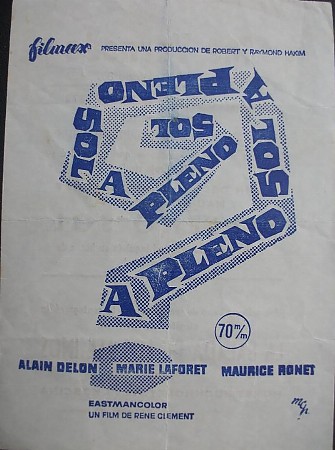 filmax
PRESENTA UNA PRODUCCION DE ROBERT Y RAYMOND HAKIM
A PLENO SOL
A PLENO SOL
A PLENO SOL
70 m/m
ALAIN DELON MARIE LAFORET MAURICE RONET
EASTMANCOLOR
UN FILM DE RENE CLEMENT